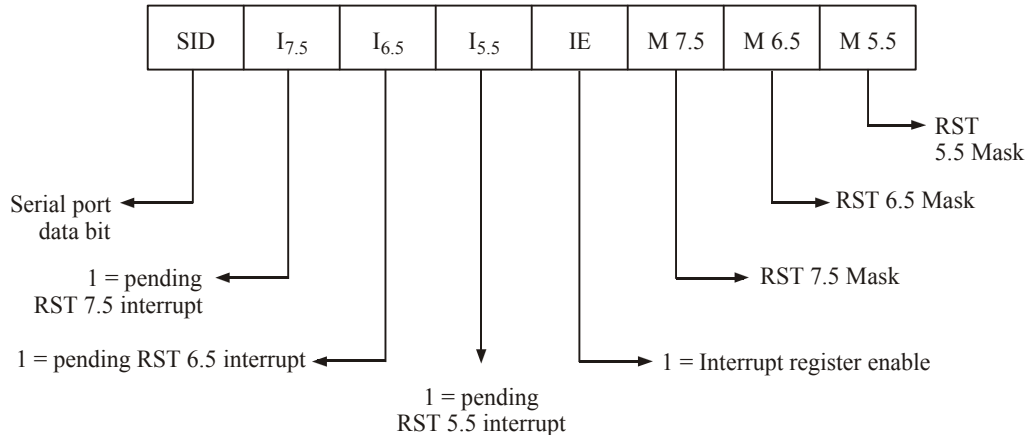 SID I₇.₅ I₆.₅ I₅.₅ IE M 7.5 M 6.5 M 5.5
RST
5.5 Mask
Serial port
data bit
RST 6.5 Mask
1 = pending
RST 7.5 interrupt
RST 7.5 Mask
1 = pending RST 6.5 interrupt
1 = Interrupt register enable
1 = pending
RST 5.5 interrupt